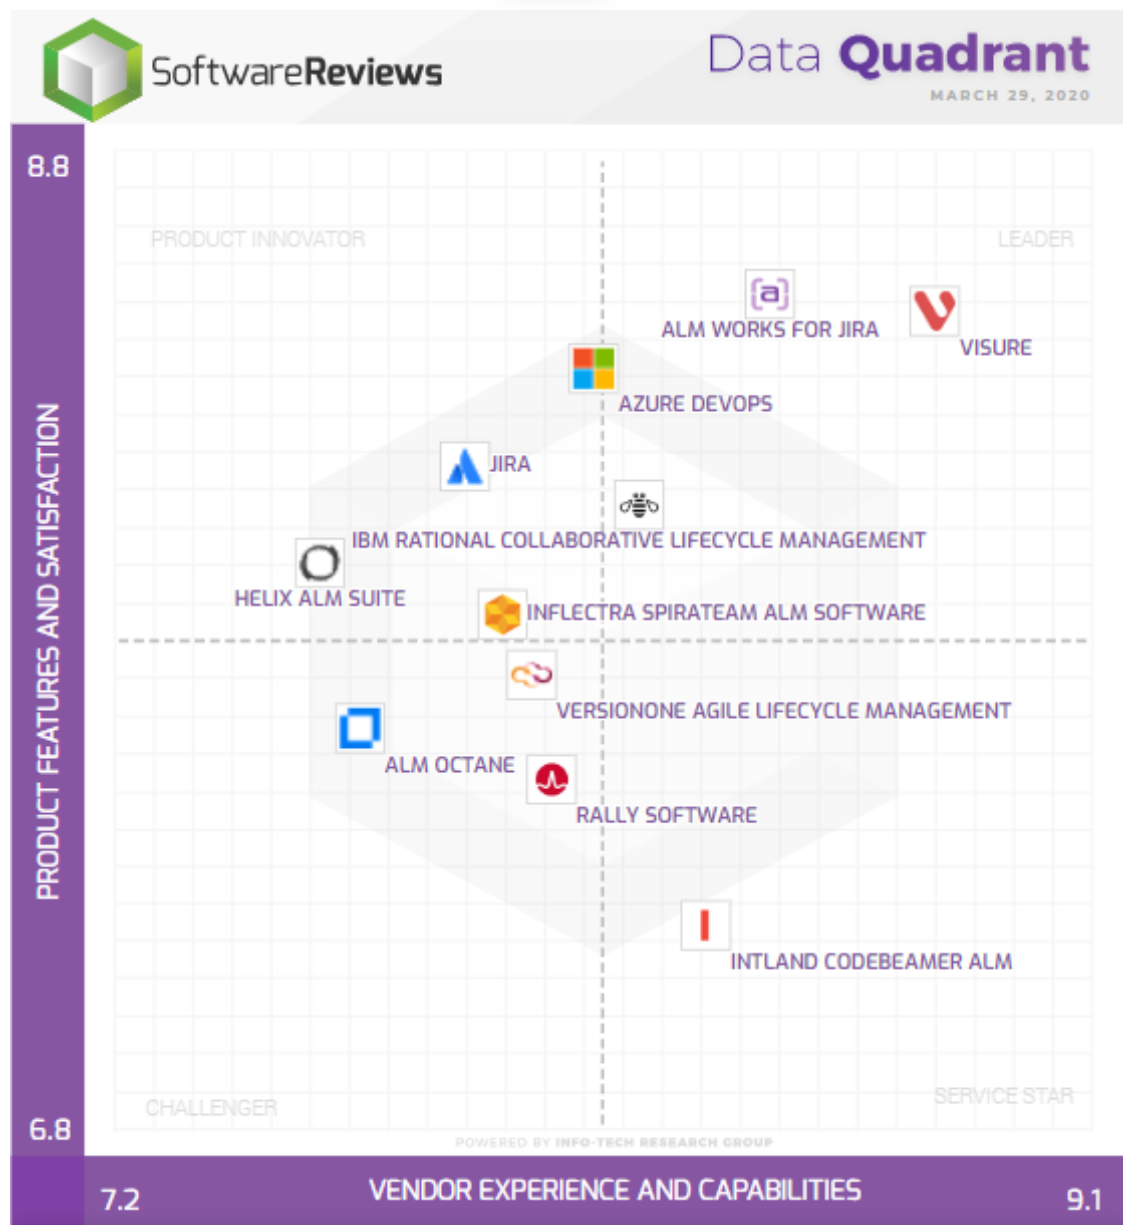 SoftwareReviews
Data Quadrant
MARCH 29, 2020
8.8
PRODUCT INNOVATOR
LEADER
ALM WORKS FOR JIRA
VISURE
AZURE DEVOPS
JIRA
IBM RATIONAL COLLABORATIVE LIFECYCLE MANAGEMENT
HELIX ALM SUITE
INFLECTRA SPIRATEAM ALM SOFTWARE
VERSIONONE AGILE LIFECYCLE MANAGEMENT
ALM OCTANE
RALLY SOFTWARE
INTLAND CODEBEAMER ALM
PRODUCT FEATURES AND SATISFACTION
CHALLENGER
SERVICE STAR
6.8
POWERED BY INFO-TECH RESEARCH GROUP
7.2
VENDOR EXPERIENCE AND CAPABILITIES
9.1